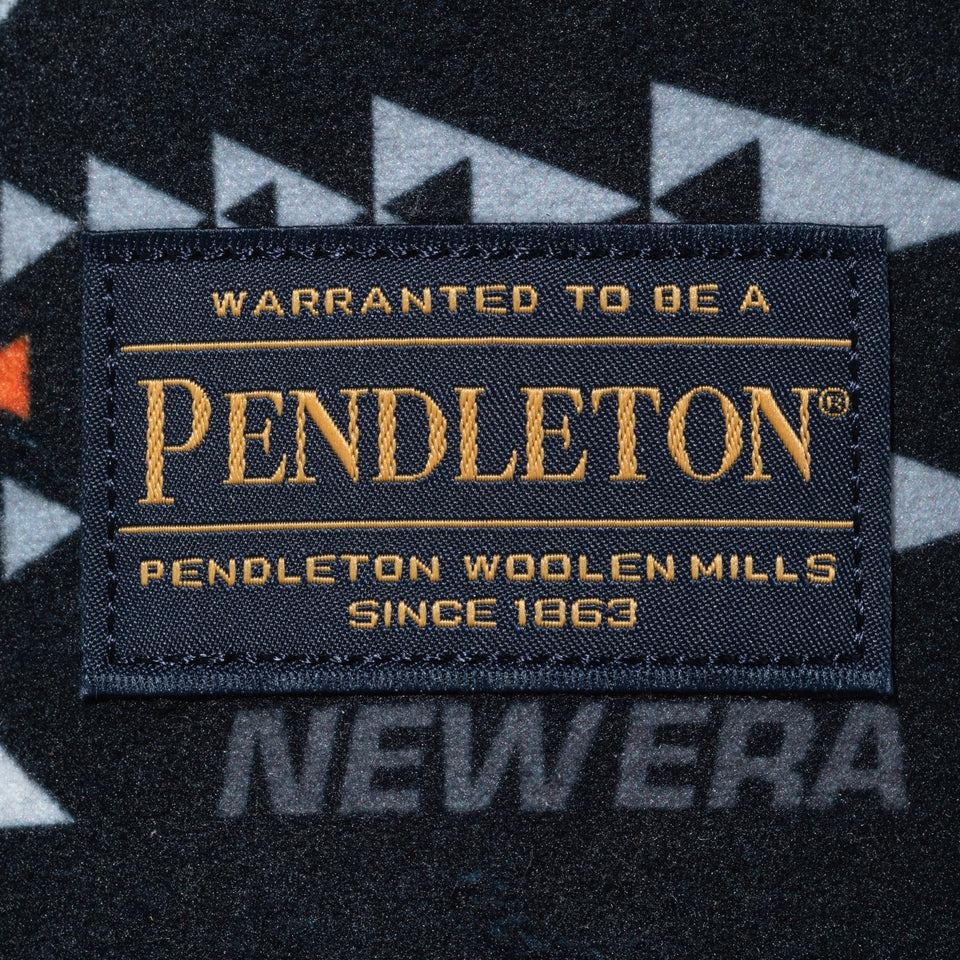 WARRANTED TO BE A
PENDLETON®
PENDLETON WOOLEN MILLS
SINCE 1863
NEW ERA